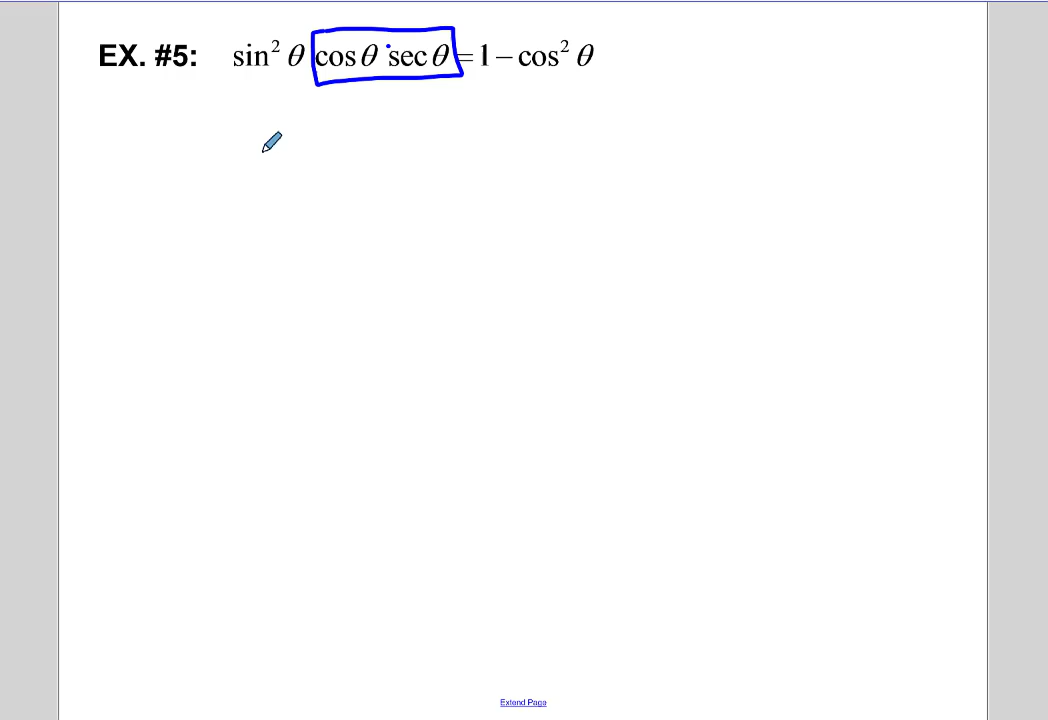 EX. #5: sin² θ cos θ sec θ = 1 − cos² θ
Extend Page